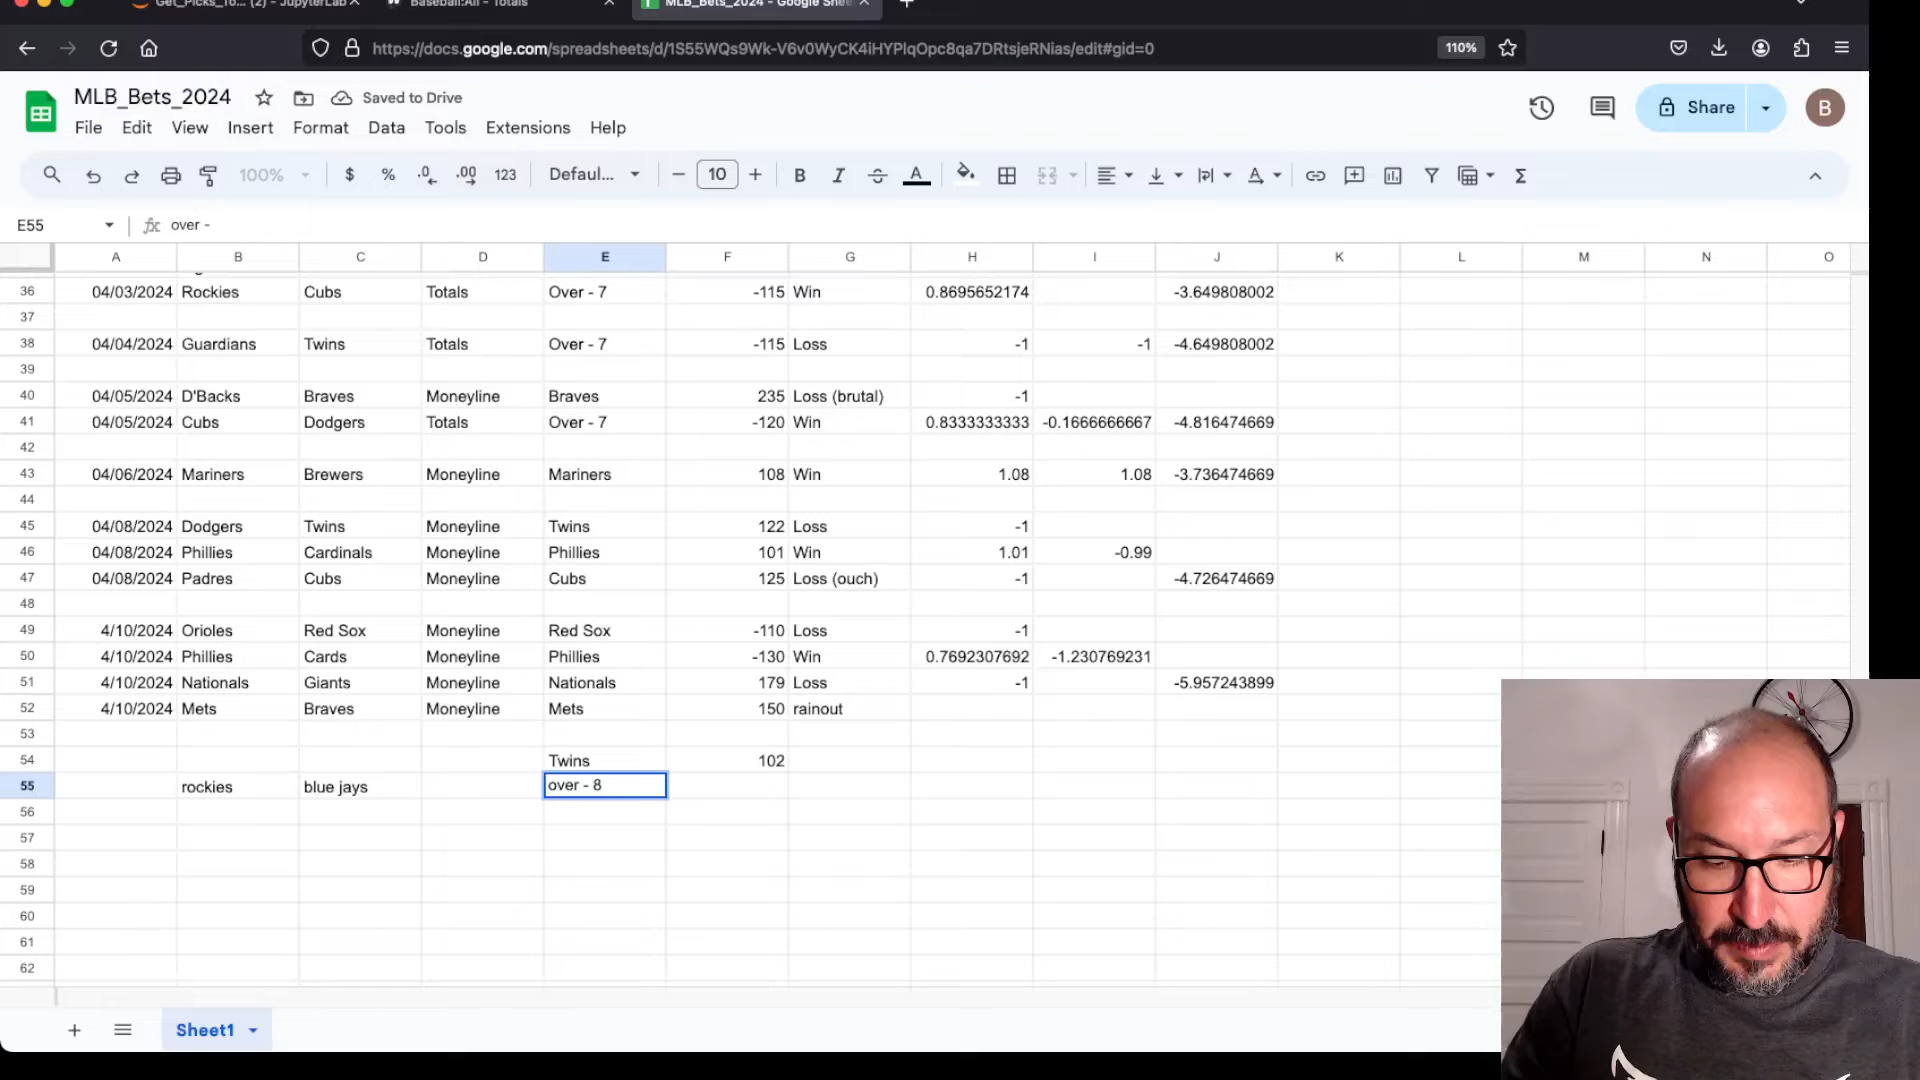 Get_Picks_To... (2) - JupyterLab
Baseball:All - Totals
MLB_Bets_2024 - Google Shee
https://docs.google.com/spreadsheets/d/1S55WQs9Wk-V6v0WyCK4iHYPlqOpc8qa7DRtsjeRNias/edit#gid=0
110%
MLB_Bets_2024
Saved to Drive
Share
B
File Edit View Insert Format Data Tools Extensions Help
100% $ % .0 .00 123 Defaul... 10 B I A
E55 fx over -
A B C D E F G H I J K L M N O
36 04/03/2024 Rockies Cubs Totals Over - 7 -115 Win 0.8695652174 -3.649808002
37
38 04/04/2024 Guardians Twins Totals Over - 7 -115 Loss -1 -1 -4.649808002
39
40 04/05/2024 D'Backs Braves Moneyline Braves 235 Loss (brutal) -1
41 04/05/2024 Cubs Dodgers Totals Over - 7 -120 Win 0.8333333333 -0.1666666667 -4.816474669
42
43 04/06/2024 Mariners Brewers Moneyline Mariners 108 Win 1.08 1.08 -3.736474669
44
45 04/08/2024 Dodgers Twins Moneyline Twins 122 Loss -1
46 04/08/2024 Phillies Cardinals Moneyline Phillies 101 Win 1.01 -0.99
47 04/08/2024 Padres Cubs Moneyline Cubs 125 Loss (ouch) -1 -4.726474669
48
49 4/10/2024 Orioles Red Sox Moneyline Red Sox -110 Loss -1
50 4/10/2024 Phillies Cards Moneyline Phillies -130 Win 0.7692307692 -1.230769231
51 4/10/2024 Nationals Giants Moneyline Nationals 179 Loss -1 -5.957243899
52 4/10/2024 Mets Braves Moneyline Mets 150 rainout
53
54 Twins 102
55 rockies blue jays over - 8
56
57
58
59
60
61
62
Sheet1